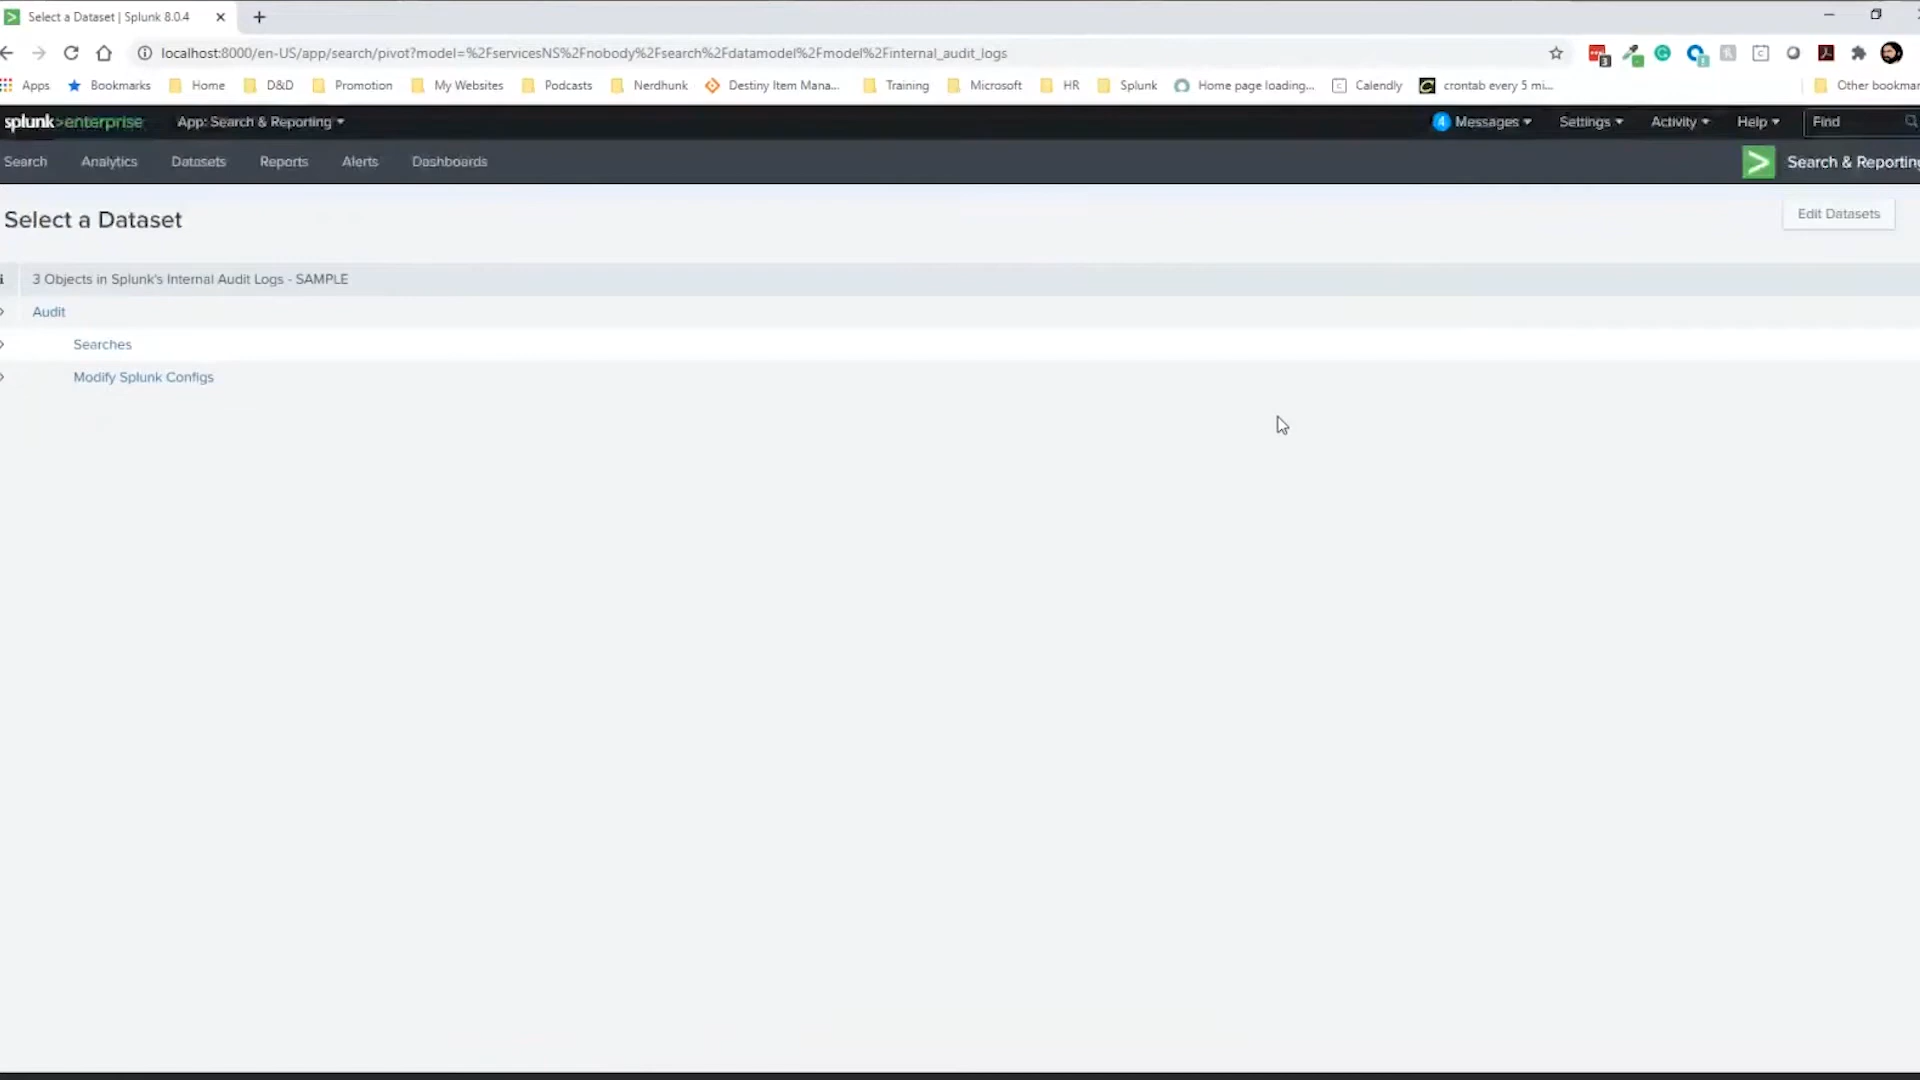 Select a Dataset | Splunk 8.0.4
localhost:8000/en-US/app/search/pivot?model=%2FservicesNS%2Fnobody%2Fsearch%2Fdatamodel%2Fmodel%2Finternal_audit_logs
Apps Bookmarks Home D&D Promotion My Websites Podcasts Nerdhunk Destiny Item Mana... Training Microsoft HR Splunk Home page loading... Calendly crontab every 5 mi... Other bookmar
splunk>enterprise App: Search & Reporting 4 Messages Settings Activity Help Find
Search Analytics Datasets Reports Alerts Dashboards Search & Reporting
Select a Dataset Edit Datasets
i 3 Objects in Splunk's Internal Audit Logs - SAMPLE
Audit
Searches
Modify Splunk Configs